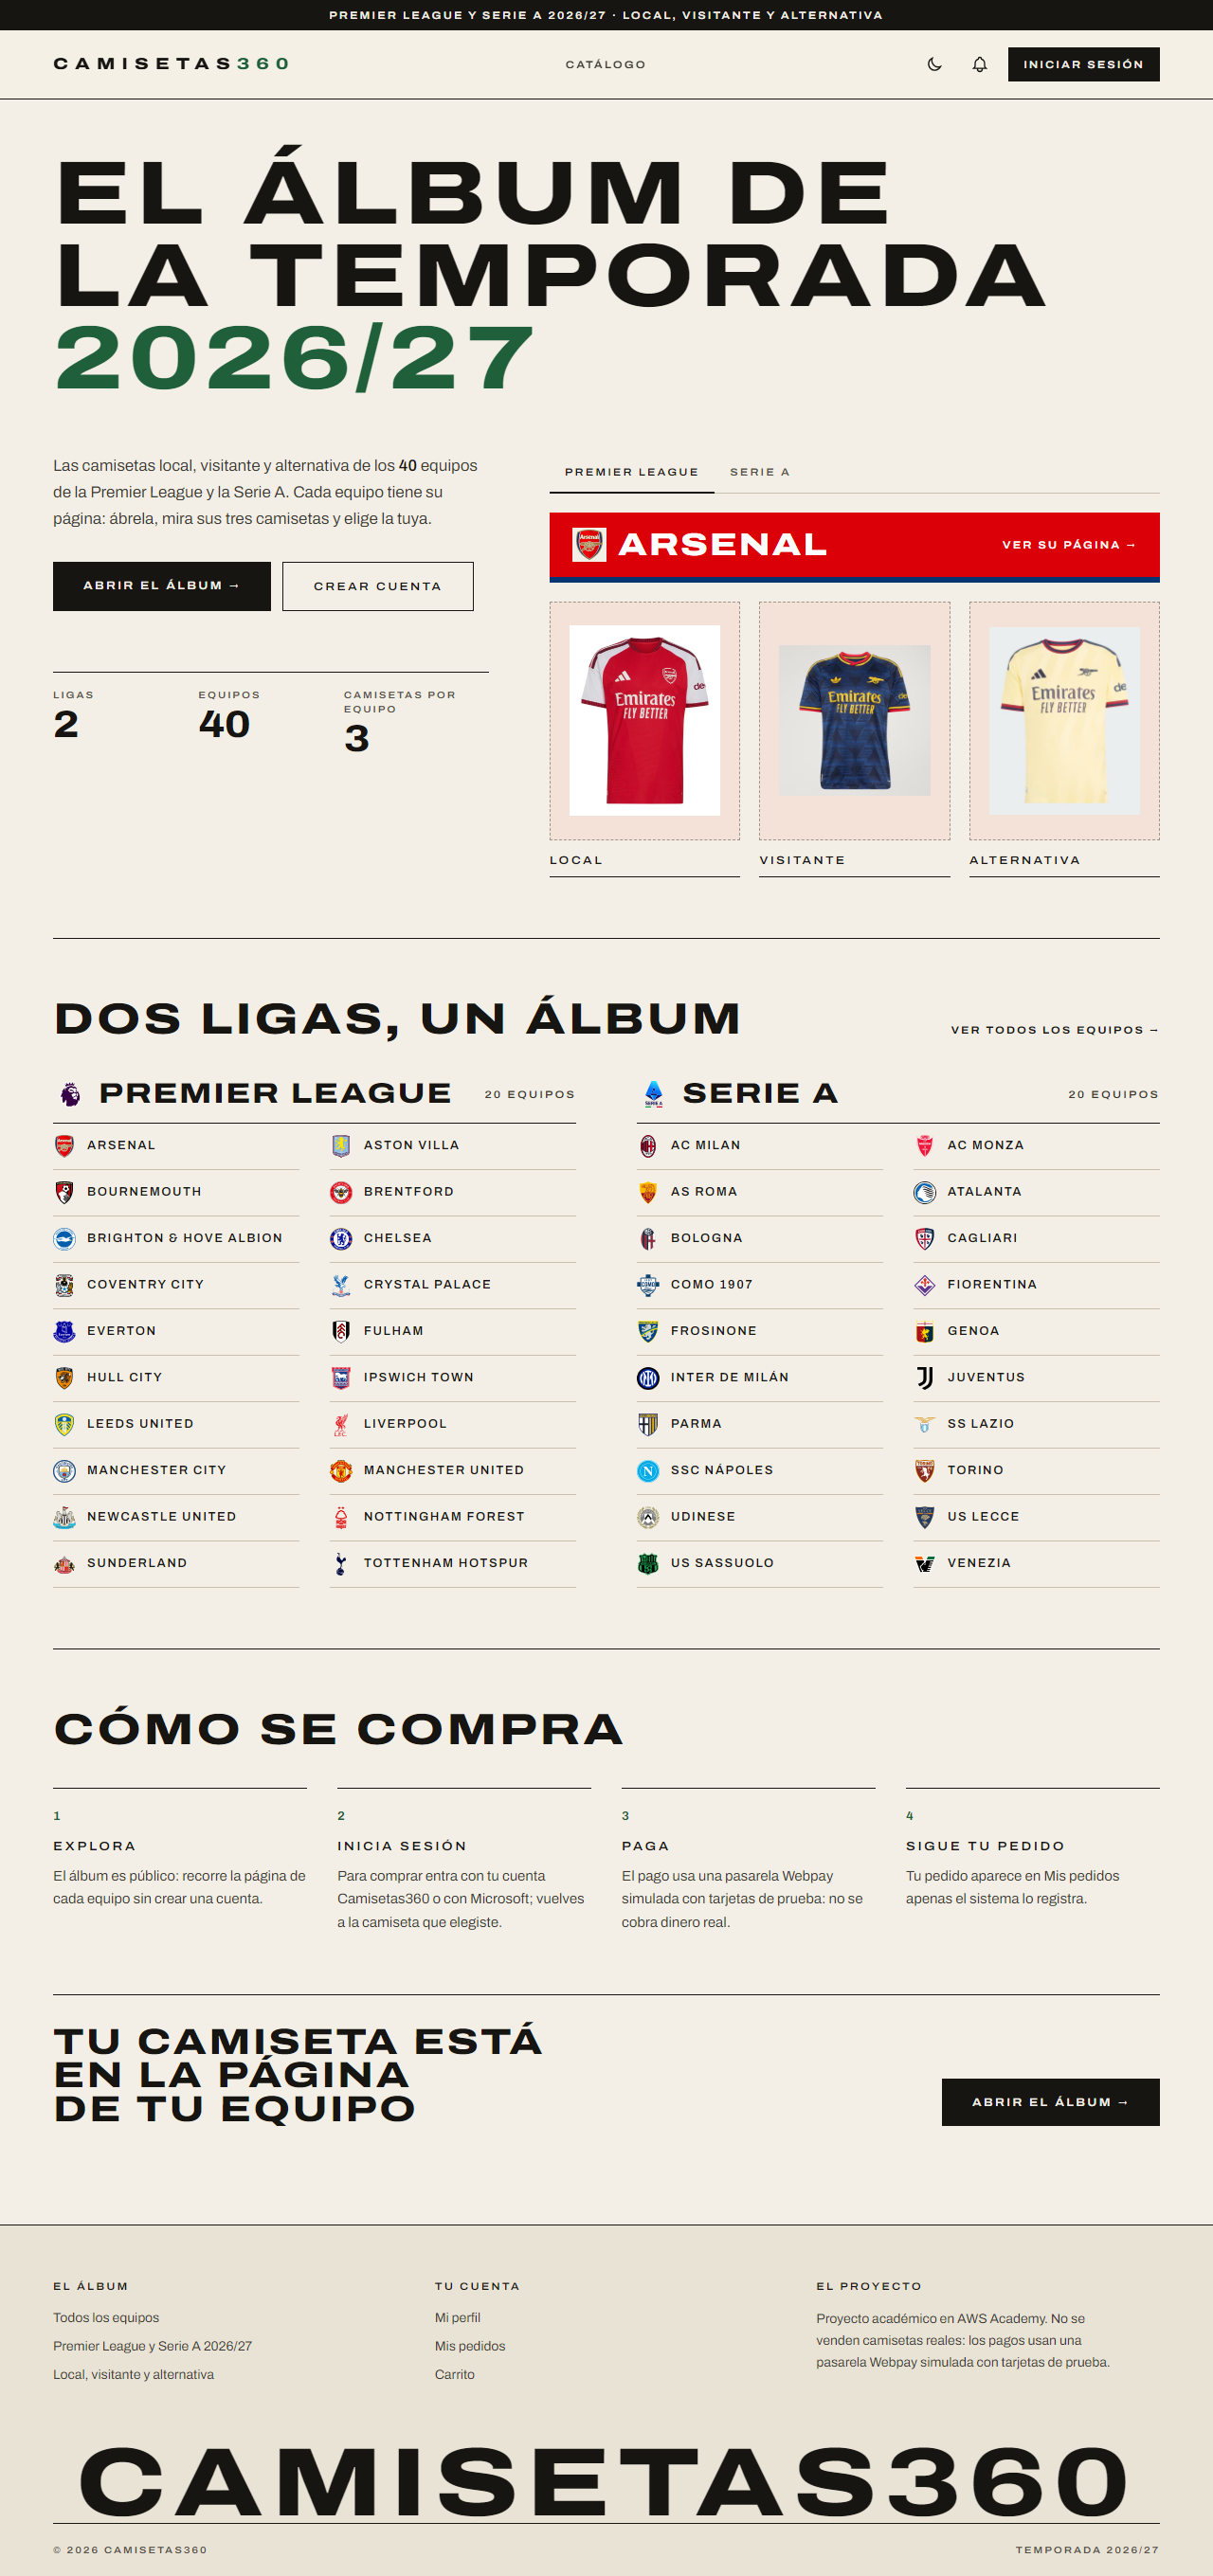 PREMIER LEAGUE Y SERIE A 2026/27 · LOCAL, VISITANTE Y ALTERNATIVA
CAMISETAS360
CATÁLOGO
INICIAR SESIÓN
EL ÁLBUM DE
LA TEMPORADA
2026/27
Las camisetas local, visitante y alternativa de los 40 equipos
de la Premier League y la Serie A. Cada equipo tiene su
página: ábrela, mira sus tres camisetas y elige la tuya.
ABRIR EL ÁLBUM →
CREAR CUENTA
LIGAS
2
EQUIPOS
40
CAMISETAS POR
EQUIPO
3
PREMIER LEAGUE
SERIE A
Arsenal
ARSENAL
VER SU PÁGINA →
Emirates
FLY BETTER
Emirates
FLY BETTER
Emirates
FLY BETTER
LOCAL
VISITANTE
ALTERNATIVA
DOS LIGAS, UN ÁLBUM
VER TODOS LOS EQUIPOS →
PREMIER LEAGUE
20 EQUIPOS
ARSENAL
ASTON VILLA
BOURNEMOUTH
BRENTFORD
BRIGHTON & HOVE ALBION
CHELSEA
COVENTRY CITY
CRYSTAL PALACE
EVERTON
FULHAM
HULL CITY
IPSWICH TOWN
LEEDS UNITED
LIVERPOOL
MANCHESTER CITY
MANCHESTER UNITED
NEWCASTLE UNITED
NOTTINGHAM FOREST
SUNDERLAND
TOTTENHAM HOTSPUR
SERIE A
20 EQUIPOS
AC MILAN
AC MONZA
AS ROMA
ATALANTA
BOLOGNA
CAGLIARI
COMO 1907
FIORENTINA
FROSINONE
GENOA
INTER DE MILÁN
JUVENTUS
PARMA
SS LAZIO
SSC NÁPOLES
TORINO
UDINESE
US LECCE
US SASSUOLO
VENEZIA
CÓMO SE COMPRA
1
EXPLORA
El álbum es público: recorre la página de
cada equipo sin crear una cuenta.
2
INICIA SESIÓN
Para comprar entra con tu cuenta
Camisetas360 o con Microsoft; vuelves
a la camiseta que elegiste.
3
PAGA
El pago usa una pasarela Webpay
simulada con tarjetas de prueba: no se
cobra dinero real.
4
SIGUE TU PEDIDO
Tu pedido aparece en Mis pedidos
apenas el sistema lo registra.
TU CAMISETA ESTÁ
EN LA PÁGINA
DE TU EQUIPO
ABRIR EL ÁLBUM →
EL ÁLBUM
Todos los equipos
Premier League y Serie A 2026/27
Local, visitante y alternativa
TU CUENTA
Mi perfil
Mis pedidos
Carrito
EL PROYECTO
Proyecto académico en AWS Academy. No se
venden camisetas reales: los pagos usan una
pasarela Webpay simulada con tarjetas de prueba.
CAMISETAS360
© 2026 CAMISETAS360
TEMPORADA 2026/27